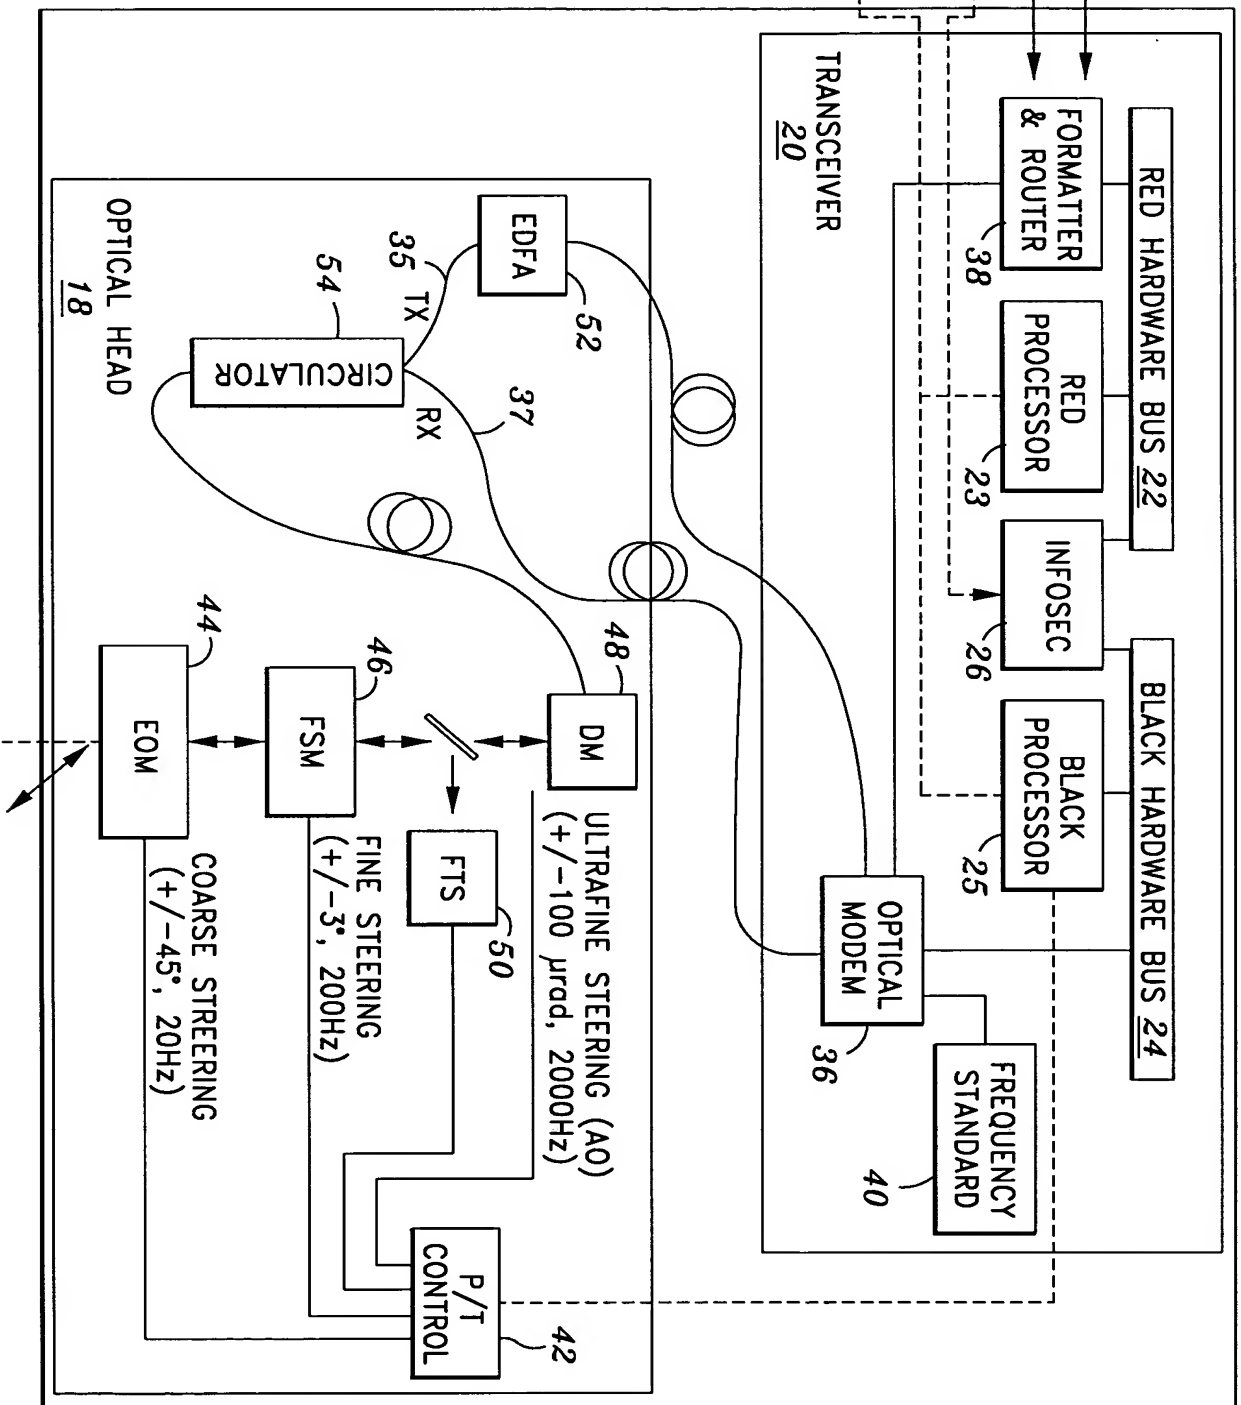 RED HARDWARE BUS 22
BLACK HARDWARE BUS 24
FORMATTER
& ROUTER
38
RED
PROCESSOR
23
INFOSEC
26
BLACK
PROCESSOR
25
FREQUENCY
STANDARD
40
OPTICAL
MODEM
36
TRANSCEIVER
20
EDFA
52
35
TX
54
CIRCULATOR
RX
37
OPTICAL HEAD
18
48
DM
ULTRAFINE STEERING (AO)
(+/-100 µrad, 2000Hz)
FTS
50
46
FSM
FINE STEERING
(+/-3°, 200Hz)
44
EOM
COARSE STREERING
(+/-45°, 20Hz)
P/T
CONTROL
42